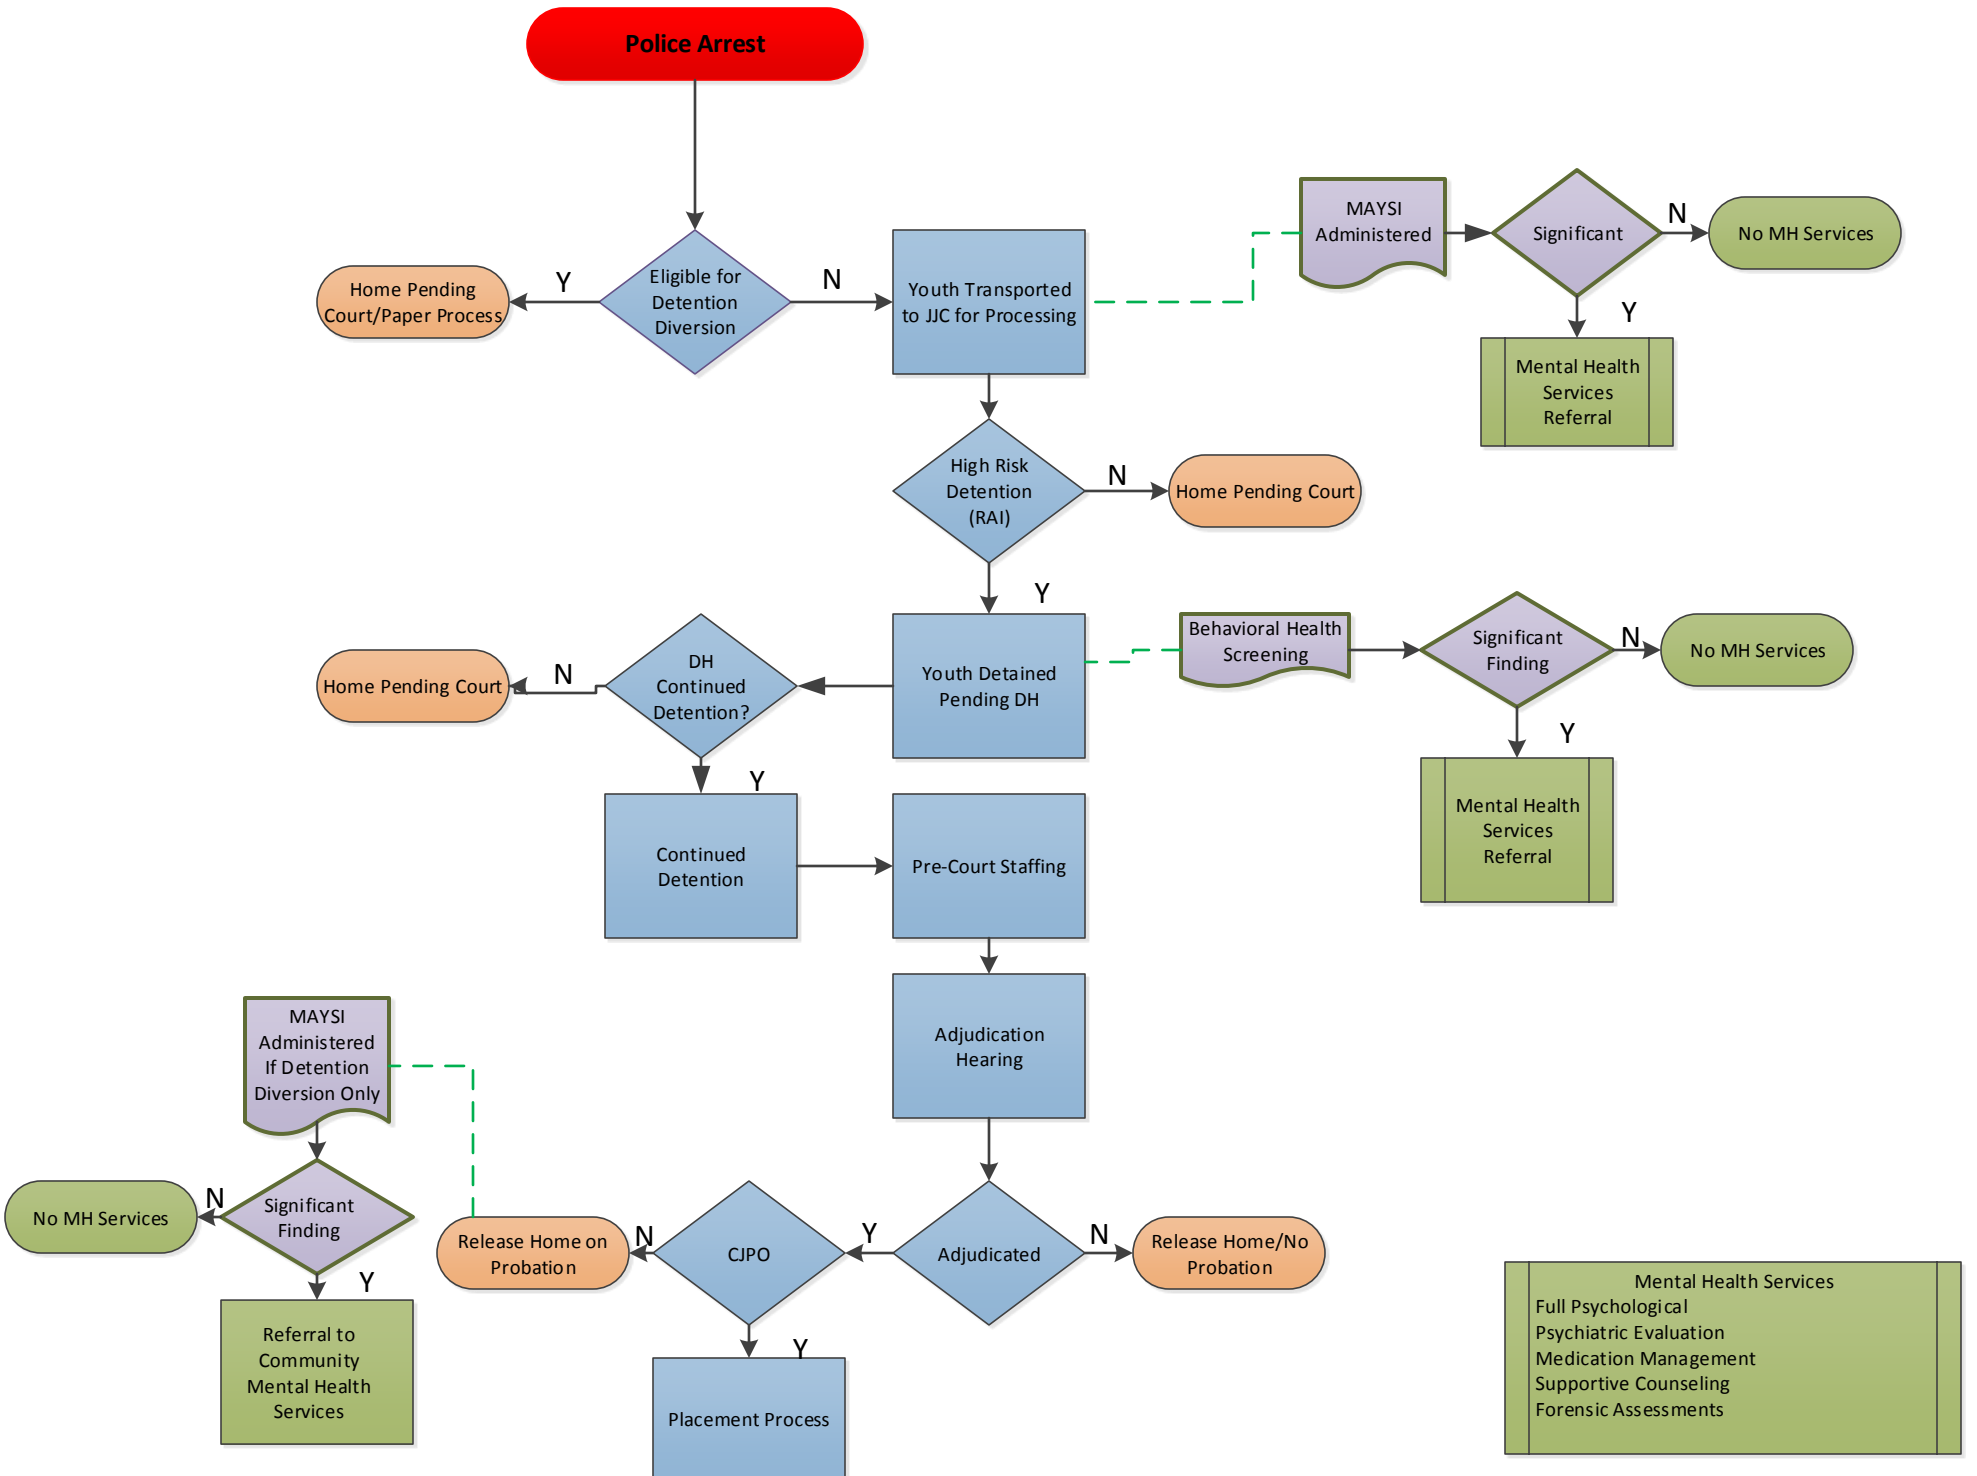 Police Arrest
Eligible for
Detention
Diversion
Y
N
Home Pending
Court/Paper Process
Youth Transported
to JJC for Processing
MAYSI
Administered
Significant
N
No MH Services
Y
Mental Health
Services
Referral
High Risk
Detention
(RAI)
N
Home Pending Court
Y
Youth Detained
Pending DH
Behavioral Health
Screening
Significant
Finding
N
No MH Services
Y
Mental Health
Services
Referral
DH
Continued
Detention?
N
Home Pending Court
Y
Continued
Detention
Pre-Court Staffing
Adjudication
Hearing
Adjudicated
N
Release Home/No
Probation
Y
CJPO
N
Release Home on
Probation
Y
Placement Process
MAYSI
Administered
If Detention
Diversion Only
Significant
Finding
N
No MH Services
Y
Referral to
Community
Mental Health
Services
Mental Health Services
Full Psychological
Psychiatric Evaluation
Medication Management
Supportive Counseling
Forensic Assessments